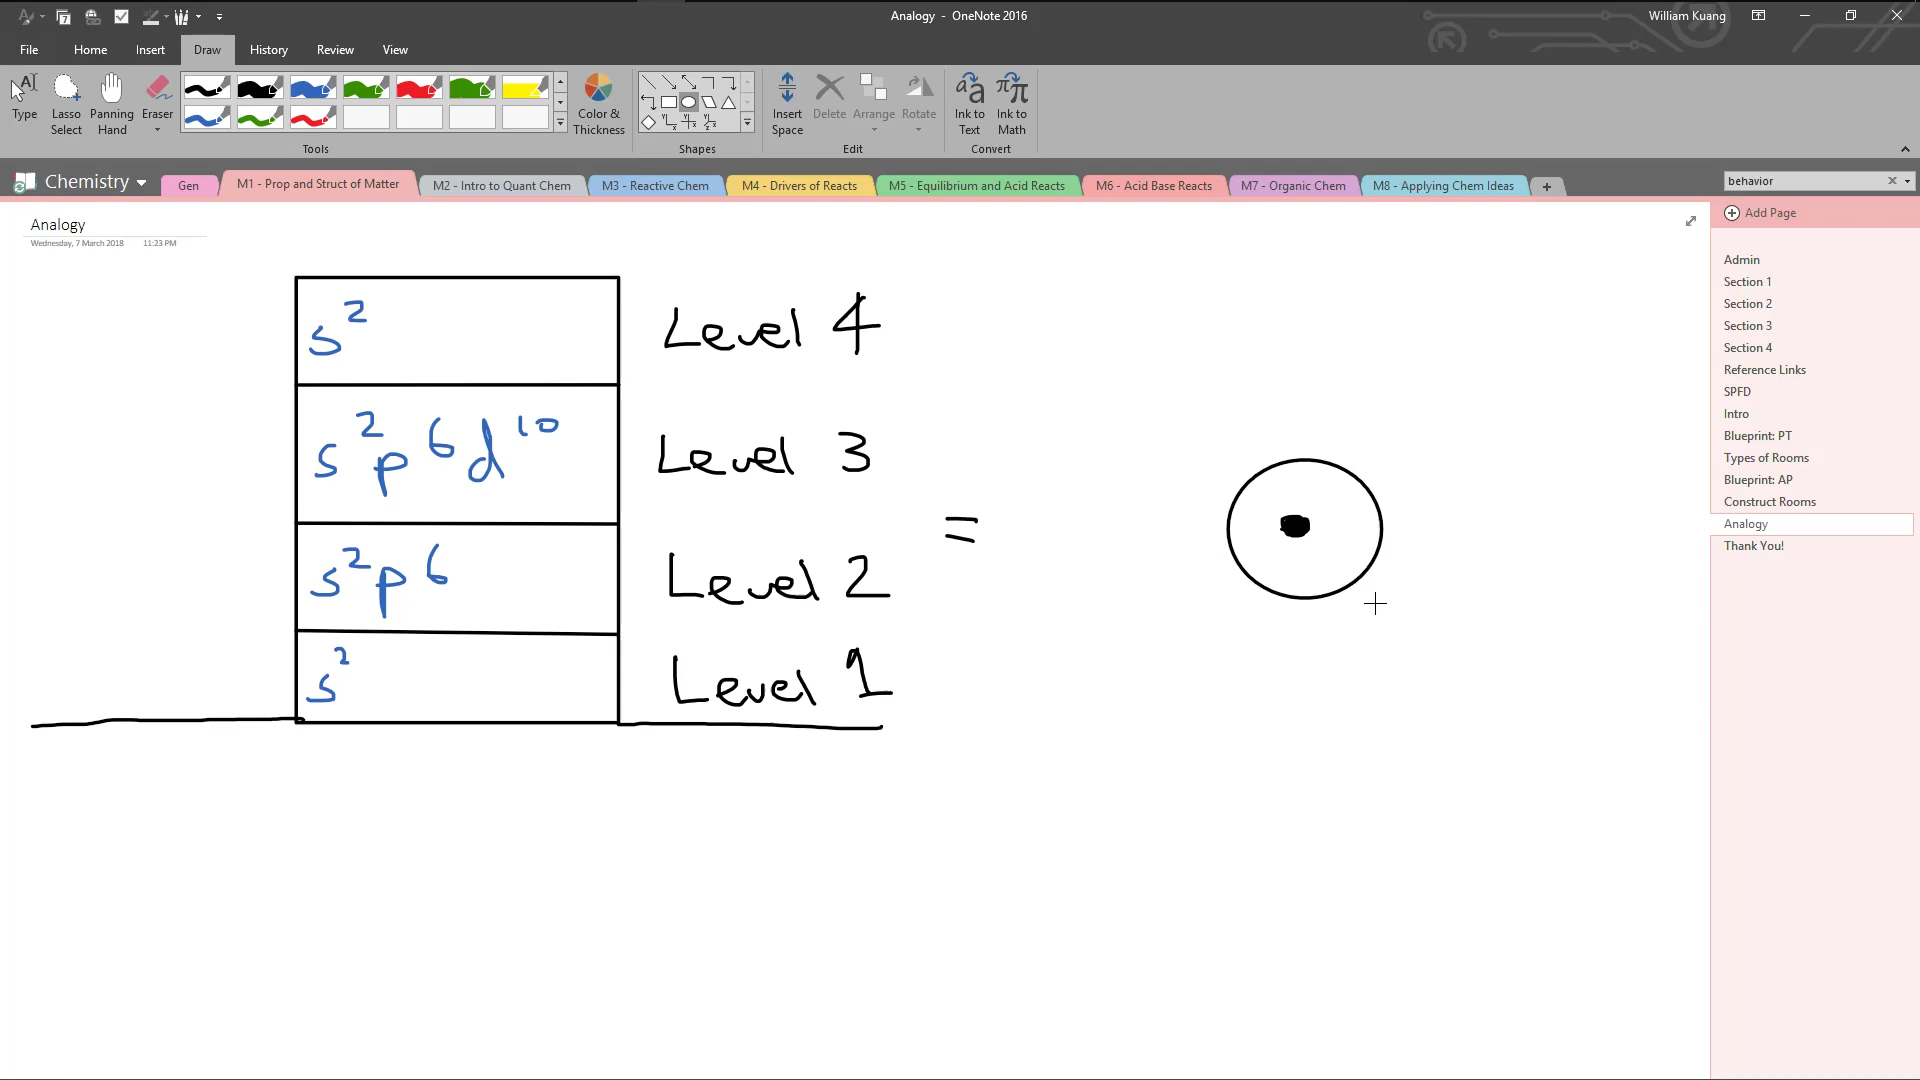 Analogy - OneNote 2016
William Kuang
File Home Insert Draw History Review View
Type
Lasso Select
Panning Hand
Eraser
Color & Thickness
Insert Space
Delete
Arrange
Rotate
Ink to Text
Ink to Math
Tools
Shapes
Edit
Convert
Chemistry
Gen
M1 - Prop and Struct of Matter
M2 - Intro to Quant Chem
M3 - Reactive Chem
M4 - Drivers of Reacts
M5 - Equilibrium and Acid Reacts
M6 - Acid Base Reacts
M7 - Organic Chem
M8 - Applying Chem Ideas
behavior
Add Page
Admin
Section 1
Section 2
Section 3
Section 4
Reference Links
SPFD
Intro
Blueprint: PT
Types of Rooms
Blueprint: AP
Construct Rooms
Analogy
Thank You!
Analogy
Wednesday, 7 March 2018 11:23 PM
s² Level 4
s²p⁶d¹⁰ Level 3
=
s²p⁶ Level 2
s² Level 1